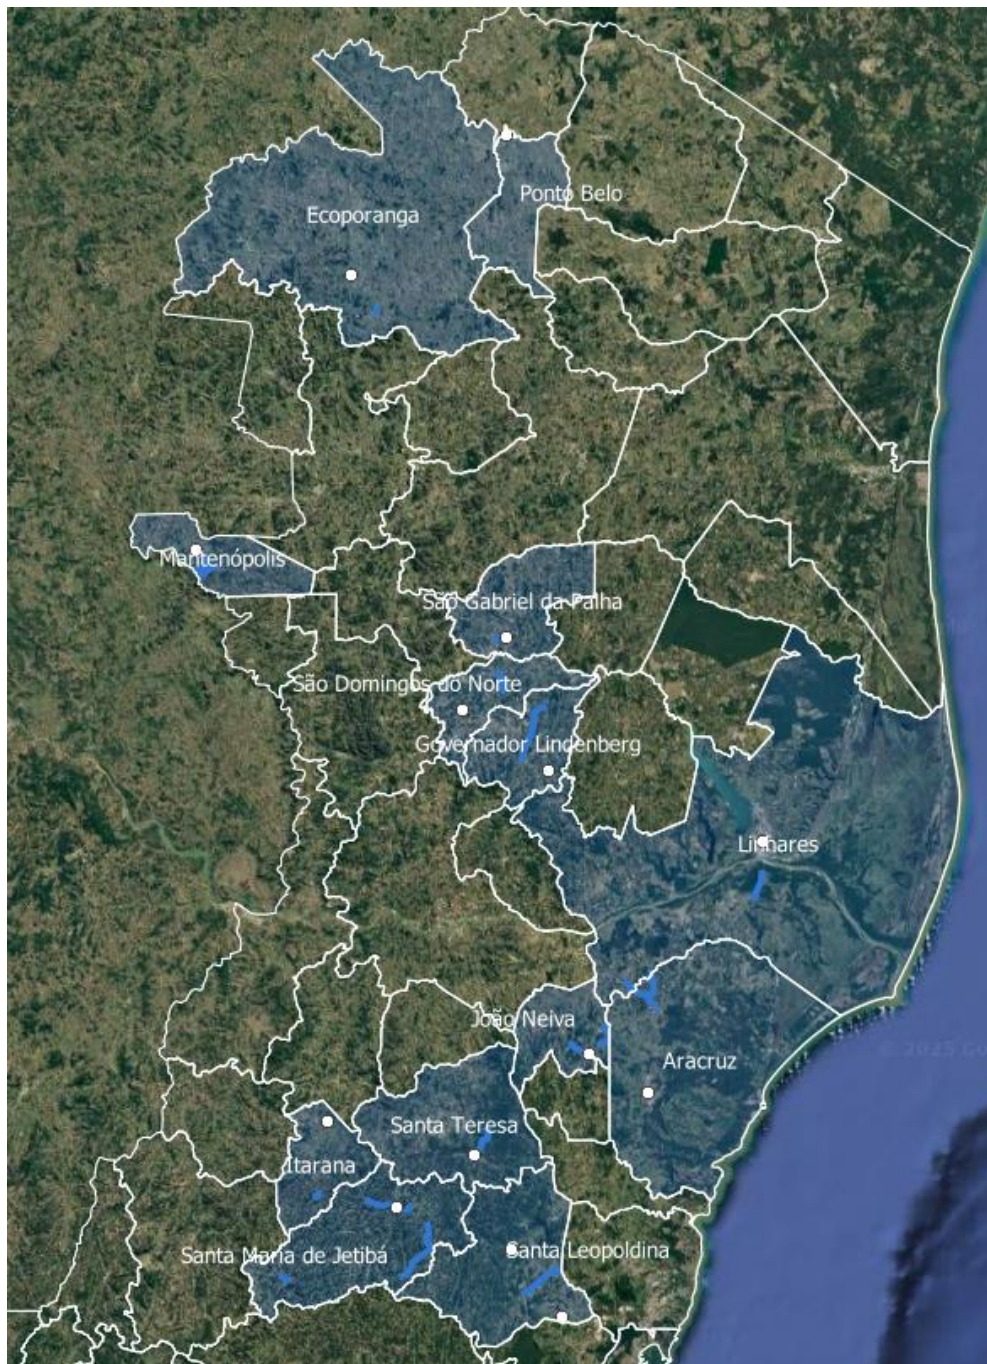 Ponto Belo
Ecoporanga
Mantenópolis
São Gabriel da Palha
São Domingos do Norte
Governador Lindenberg
Linhares
João Neiva
Aracruz
Santa Teresa
Itarana
Santa Maria de Jetibá
Santa Leopoldina